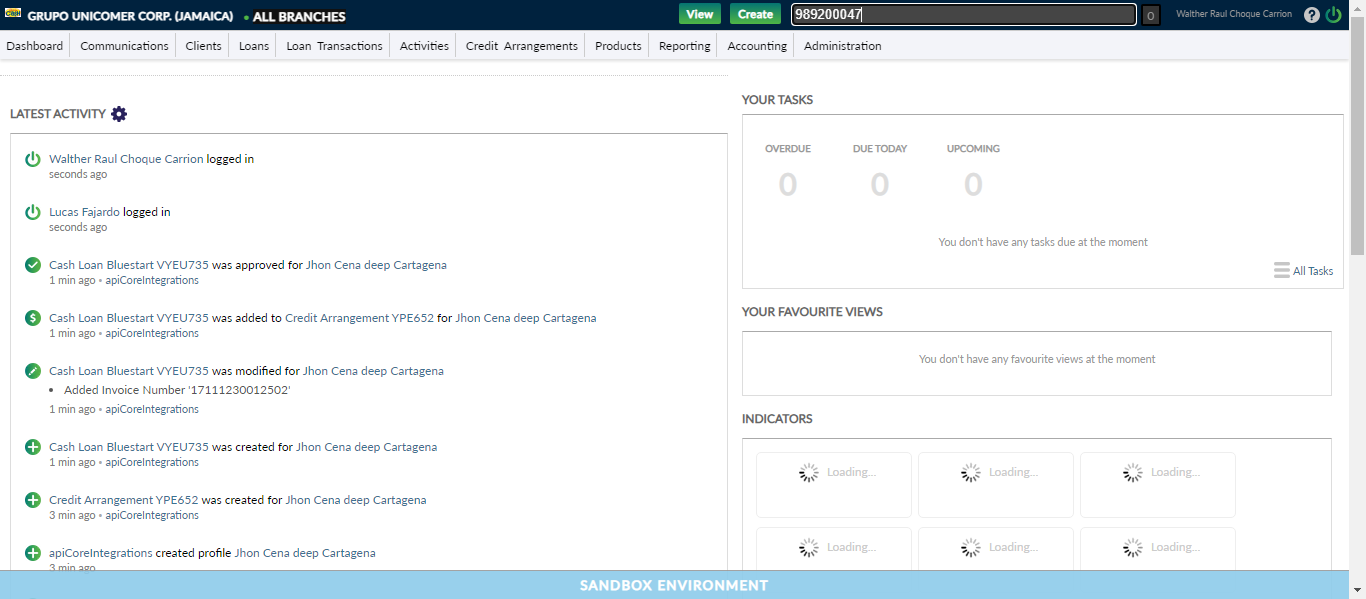 GRUPO UNICOMER CORP. (JAMAICA) • ALL BRANCHES View Create 989200047 0 Walther Raul Choque Carrion ?
Dashboard Communications Clients Loans Loan Transactions Activities Credit Arrangements Products Reporting Accounting Administration
LATEST ACTIVITY
Walther Raul Choque Carrion logged in
seconds ago
Lucas Fajardo logged in
seconds ago
Cash Loan Bluestart VYEU735 was approved for Jhon Cena deep Cartagena
1 min ago • apiCoreIntegrations
$ Cash Loan Bluestart VYEU735 was added to Credit Arrangement YPE652 for Jhon Cena deep Cartagena
1 min ago • apiCoreIntegrations
Cash Loan Bluestart VYEU735 was modified for Jhon Cena deep Cartagena
• Added Invoice Number '17111230012502'
1 min ago • apiCoreIntegrations
Cash Loan Bluestart VYEU735 was created for Jhon Cena deep Cartagena
1 min ago • apiCoreIntegrations
Credit Arrangement YPE652 was created for Jhon Cena deep Cartagena
3 min ago • apiCoreIntegrations
apiCoreIntegrations created profile Jhon Cena deep Cartagena
3 min ago
YOUR TASKS
OVERDUE DUE TODAY UPCOMING
0 0 0
You don't have any tasks due at the moment
All Tasks
YOUR FAVOURITE VIEWS
You don't have any favourite views at the moment
INDICATORS
Loading... Loading... Loading...
Loading... Loading... Loading...
SANDBOX ENVIRONMENT